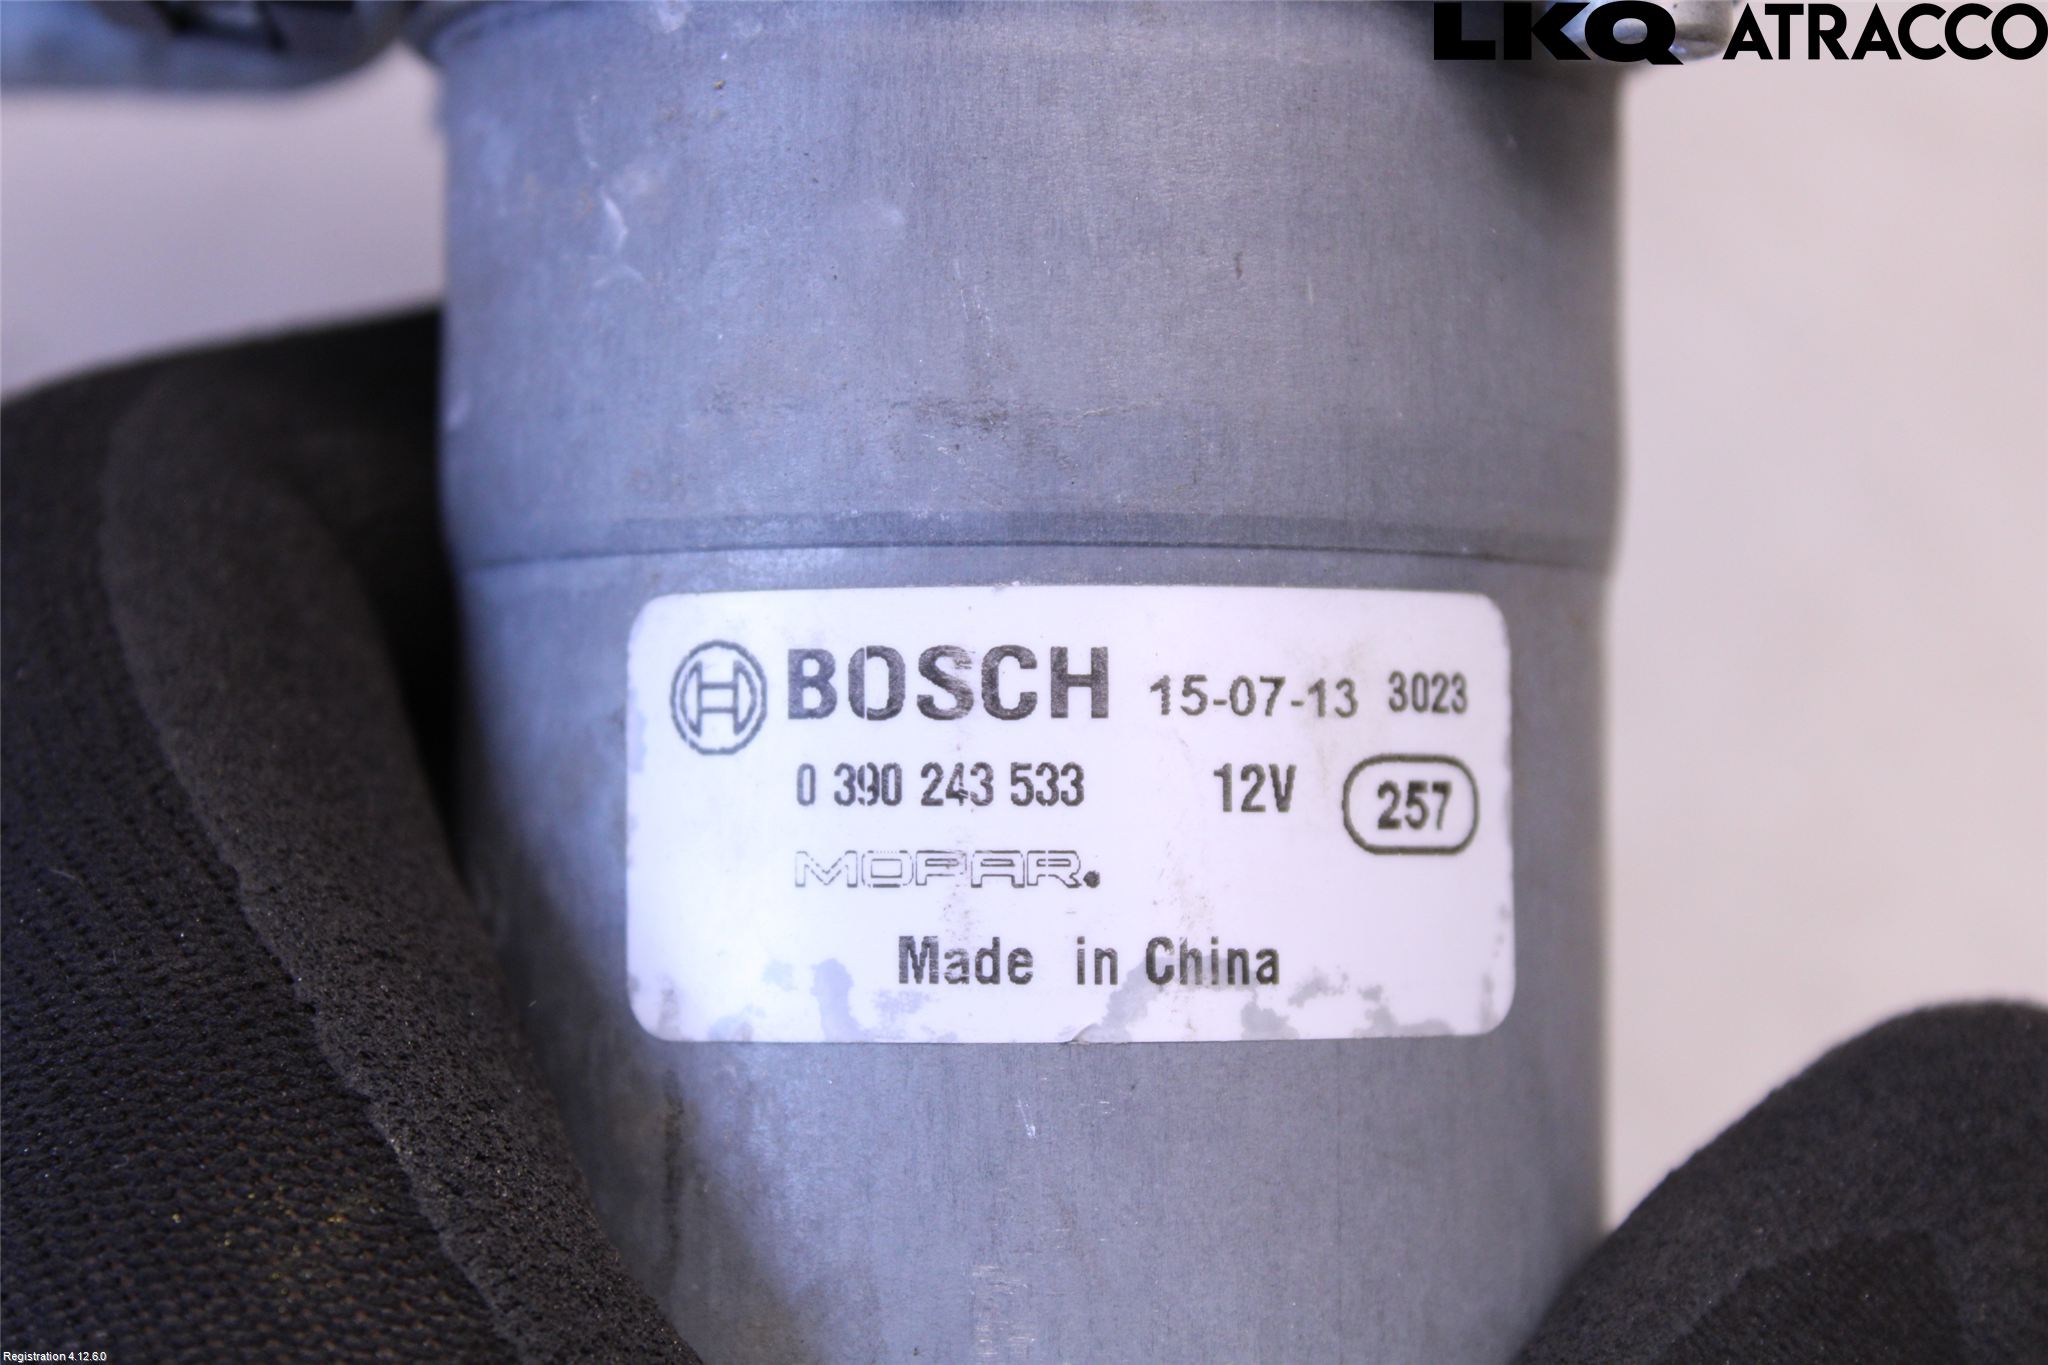 LKQ ATRACCO
BOSCH 15-07-13 3023
0 390 243 533 12V 257
MOPAR.
Made in China
Registration 4.12.6.0